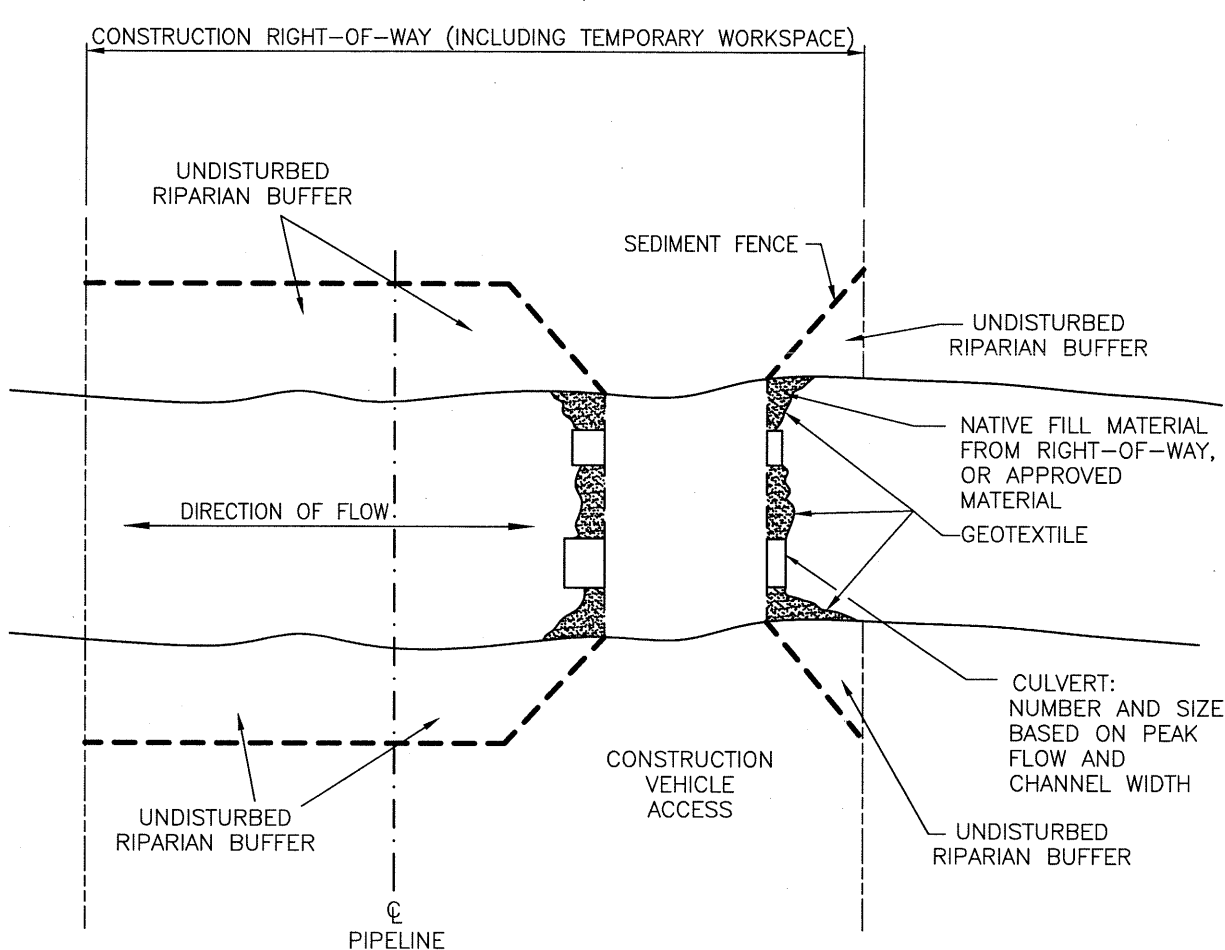 CONSTRUCTION RIGHT-OF-WAY (INCLUDING TEMPORARY WORKSPACE)
UNDISTURBED
RIPARIAN BUFFER
SEDIMENT FENCE
UNDISTURBED
RIPARIAN BUFFER
NATIVE FILL MATERIAL
FROM RIGHT-OF-WAY,
OR APPROVED
MATERIAL
DIRECTION OF FLOW
GEOTEXTILE
CULVERT:
NUMBER AND SIZE
BASED ON PEAK
FLOW AND
CHANNEL WIDTH
CONSTRUCTION
VEHICLE
ACCESS
UNDISTURBED
RIPARIAN BUFFER
UNDISTURBED
RIPARIAN BUFFER
℄
PIPELINE